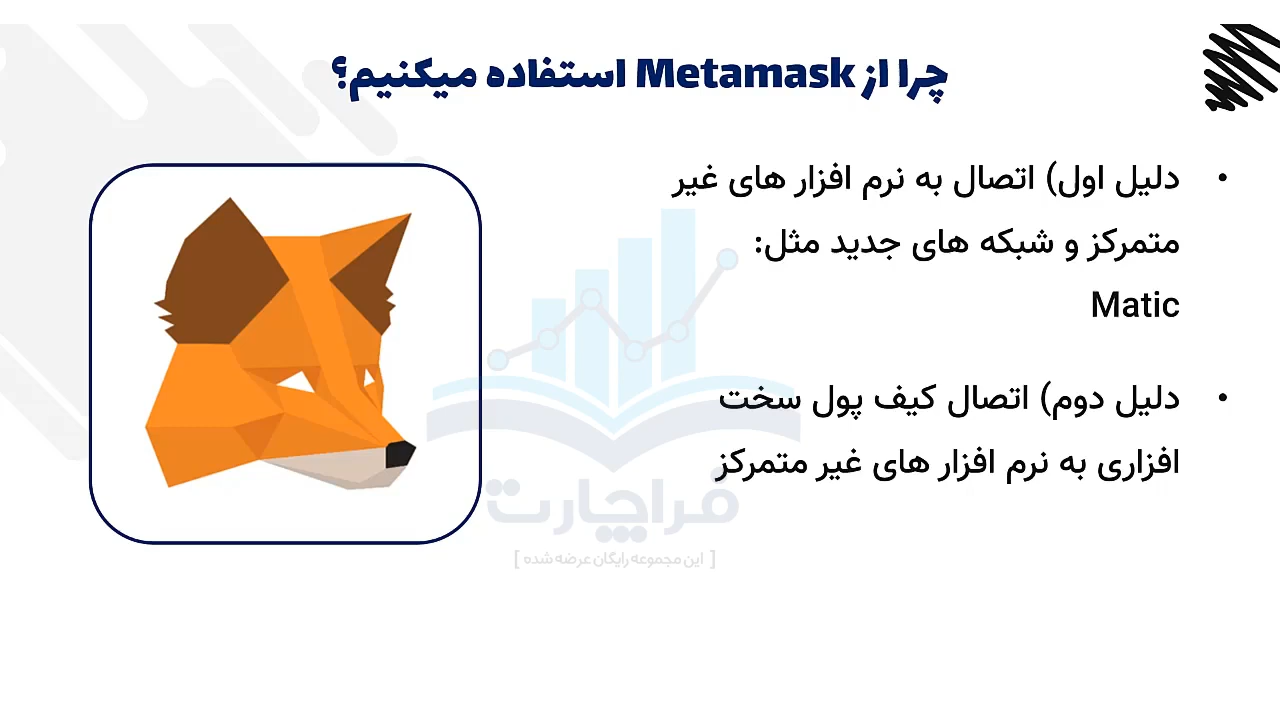 چرا از Metamask استفاده میکنیم؟
• دلیل اول) اتصال به نرم افزار های غیر
متمرکز و شبکه های جدید مثل:
Matic
• دلیل دوم) اتصال کیف پول سخت
افزاری به نرم افزار های غیر متمرکز
فراچارت
[ این مجموعه رایگان عرضه شده ]